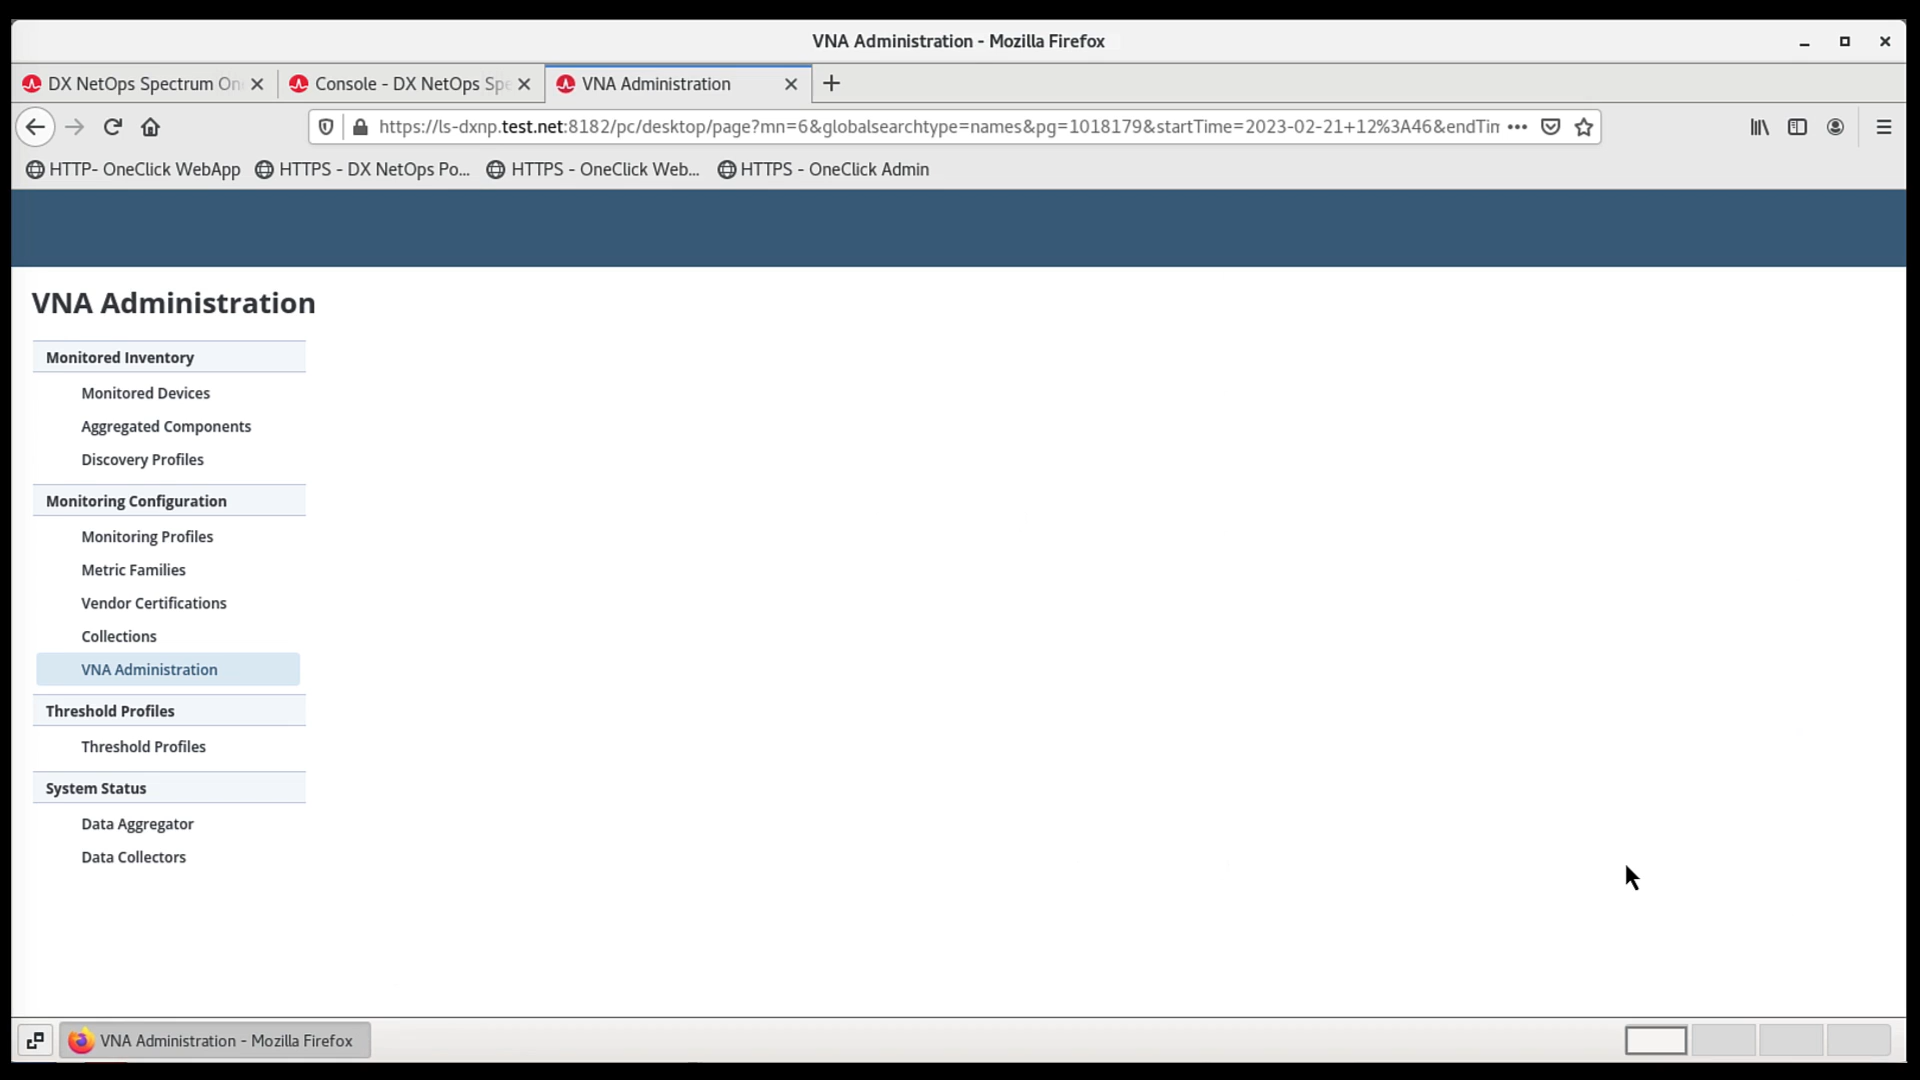 VNA Administration - Mozilla Firefox
DX NetOps Spectrum On
Console - DX NetOps Spe
VNA Administration
https://ls-dxnp.test.net:8182/pc/desktop/page?mn=6&globalsearchtype=names&pg=1018179&startTime=2023-02-21+12%3A46&endTin
HTTP- OneClick WebApp
HTTPS - DX NetOps Po...
HTTPS - OneClick Web...
HTTPS - OneClick Admin
VNA Administration
Monitored Inventory
Monitored Devices
Aggregated Components
Discovery Profiles
Monitoring Configuration
Monitoring Profiles
Metric Families
Vendor Certifications
Collections
VNA Administration
Threshold Profiles
Threshold Profiles
System Status
Data Aggregator
Data Collectors
VNA Administration - Mozilla Firefox